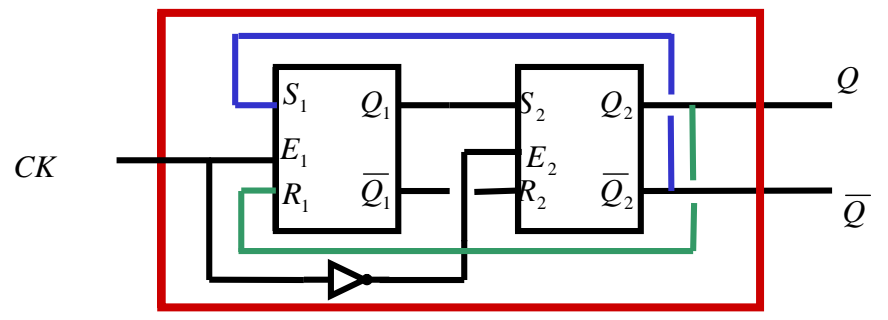 Q
S₁ Q₁ S₂ Q₂
CK E₁ E₂
R₁ Q̅₁ R₂ Q̅₂
Q̅